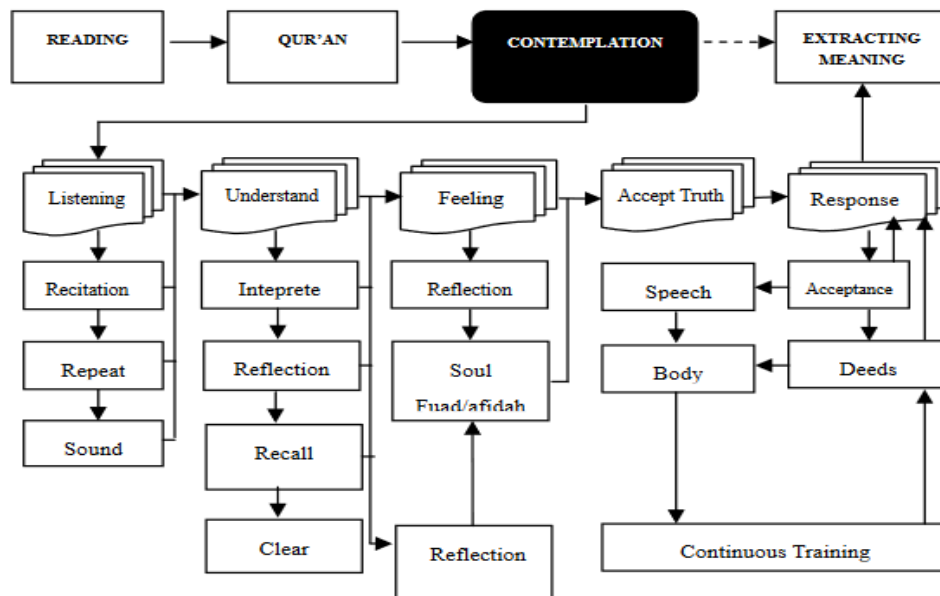 READING
QUR'AN
CONTEMPLATION
EXTRACTING
MEANING
Listening
Understand
Feeling
Accept Truth
Response
Recitation
Inteprete
Reflection
Speech
Acceptance
Repeat
Reflection
Soul
Fuad/afidah
Body
Deeds
Sound
Recall
Clear
Reflection
Continuous Training